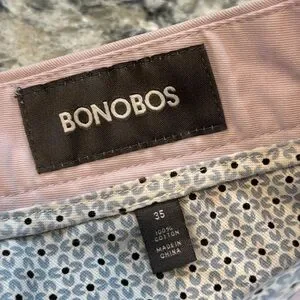 BONOBOS
35
100%
COTTON
MADE IN
CHINA